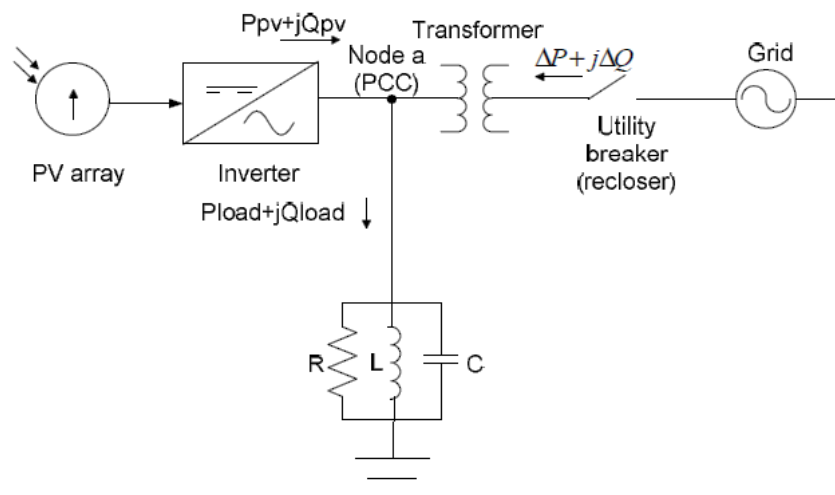 Ppv+jQpv
Transformer
Node a
(PCC)
ΔP + jΔQ
Grid
PV array
Inverter
Utility
breaker
(recloser)
Pload+jQload
R
L
C